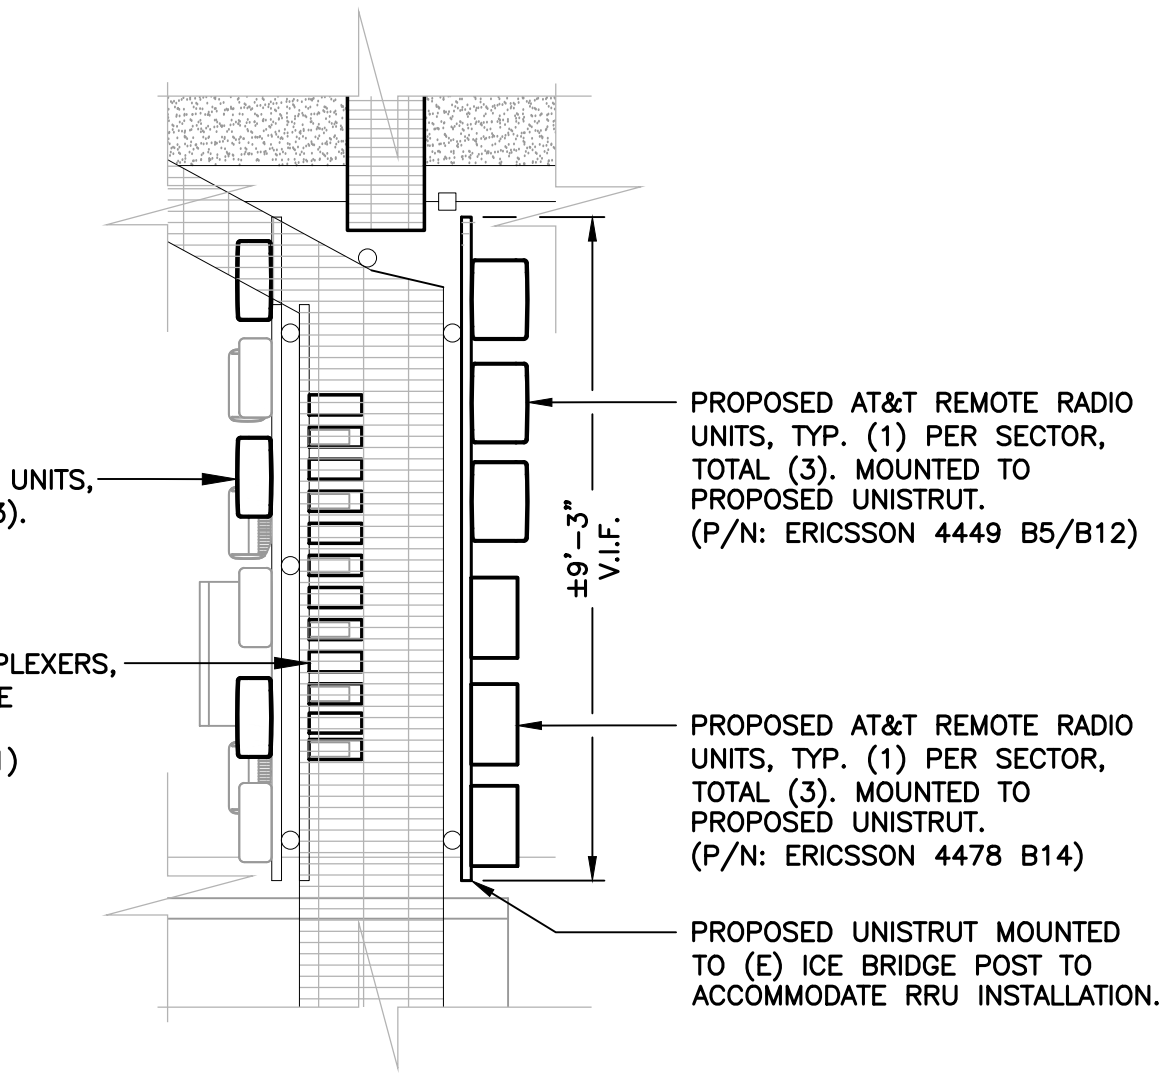 PROPOSED AT&T REMOTE RADIO
UNITS, TYP. (1) PER SECTOR,
TOTAL (3). MOUNTED TO
PROPOSED UNISTRUT.
(P/N: ERICSSON 4449 B5/B12)
UNITS,
3).
±9'-3"
V.I.F.
PLEXERS,
E
1)
PROPOSED AT&T REMOTE RADIO
UNITS, TYP. (1) PER SECTOR,
TOTAL (3). MOUNTED TO
PROPOSED UNISTRUT.
(P/N: ERICSSON 4478 B14)
PROPOSED UNISTRUT MOUNTED
TO (E) ICE BRIDGE POST TO
ACCOMMODATE RRU INSTALLATION.